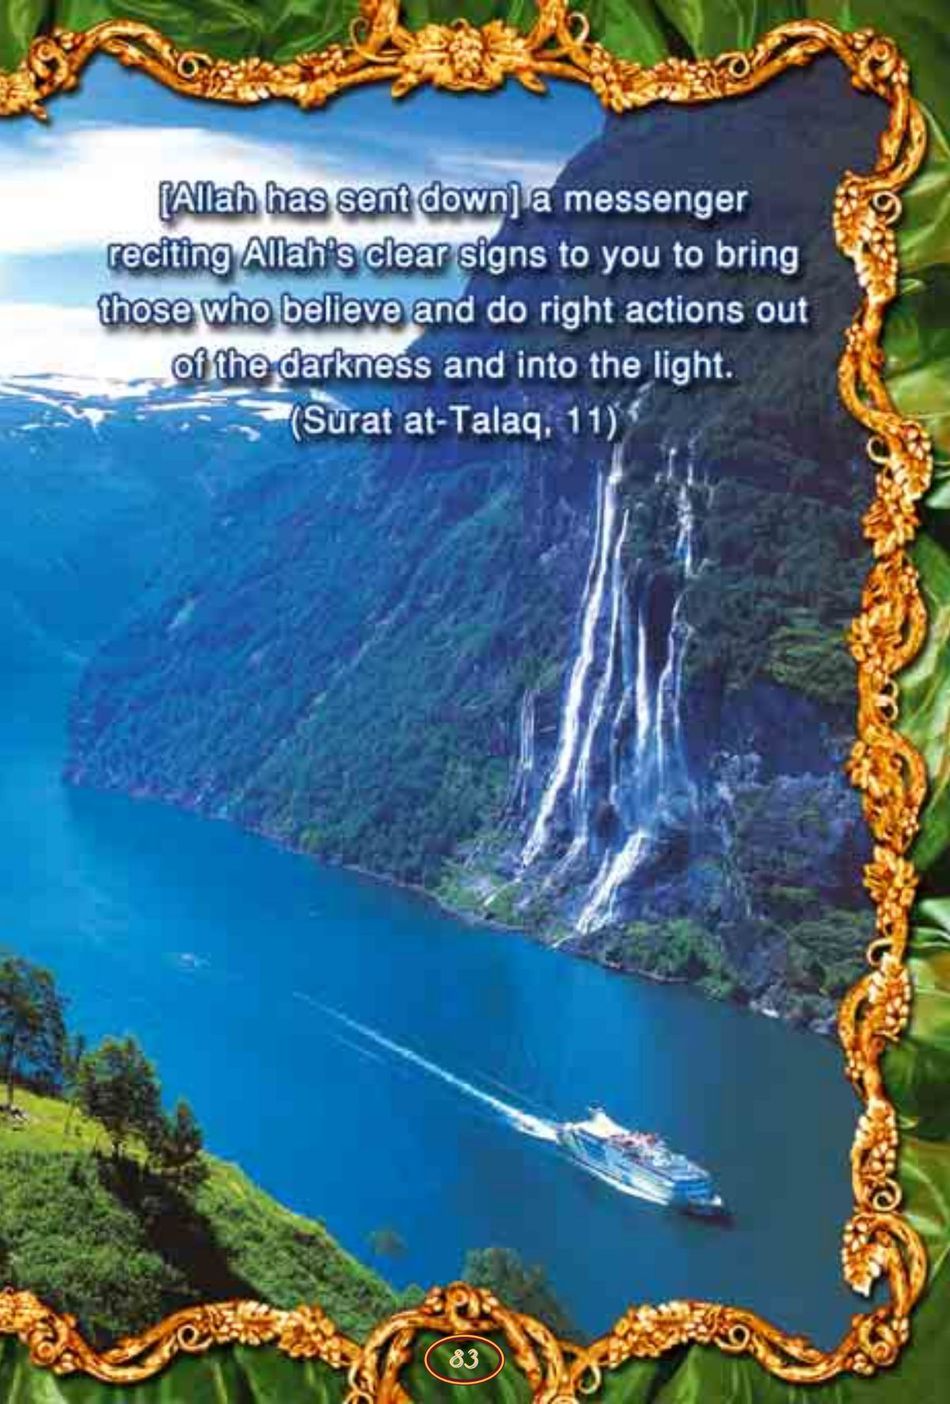 [Allah has sent down] a messenger
reciting Allah's clear signs to you to bring
those who believe and do right actions out
of the darkness and into the light.
(Surat at-Talaq, 11)
83